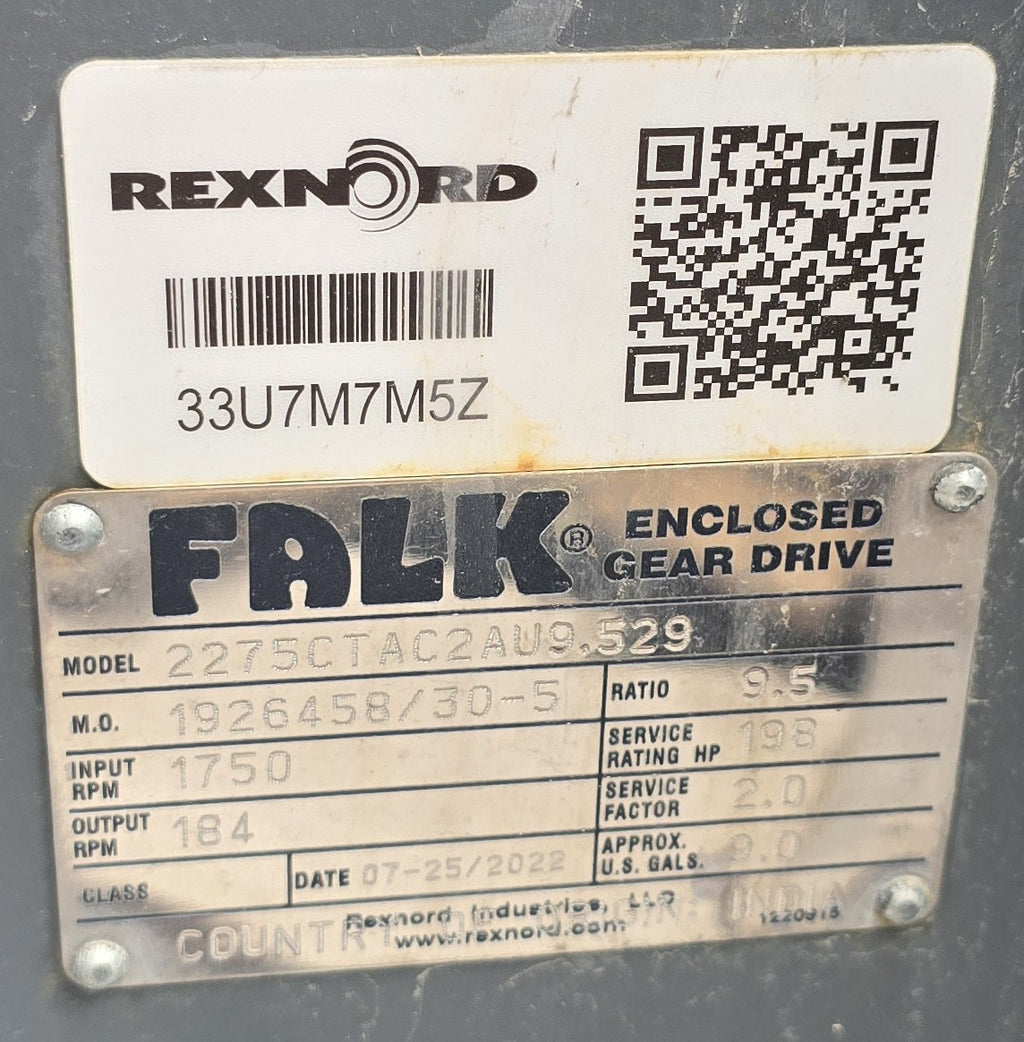 REXNORD
33U7M7M5Z
FALK® ENCLOSED
GEAR DRIVE
MODEL 2275CTAC2AU9.529
M.O. 1926458/30-5
RATIO 9.5
INPUT RPM 1750
SERVICE RATING HP 198
OUTPUT RPM 184
SERVICE FACTOR 2.0
CLASS
DATE 07-25/2022
APPROX. U.S. GALS. 9.0
Rexnord Industries, LLC
COUNTRY OF ORIGIN: INDIA
www.rexnord.com